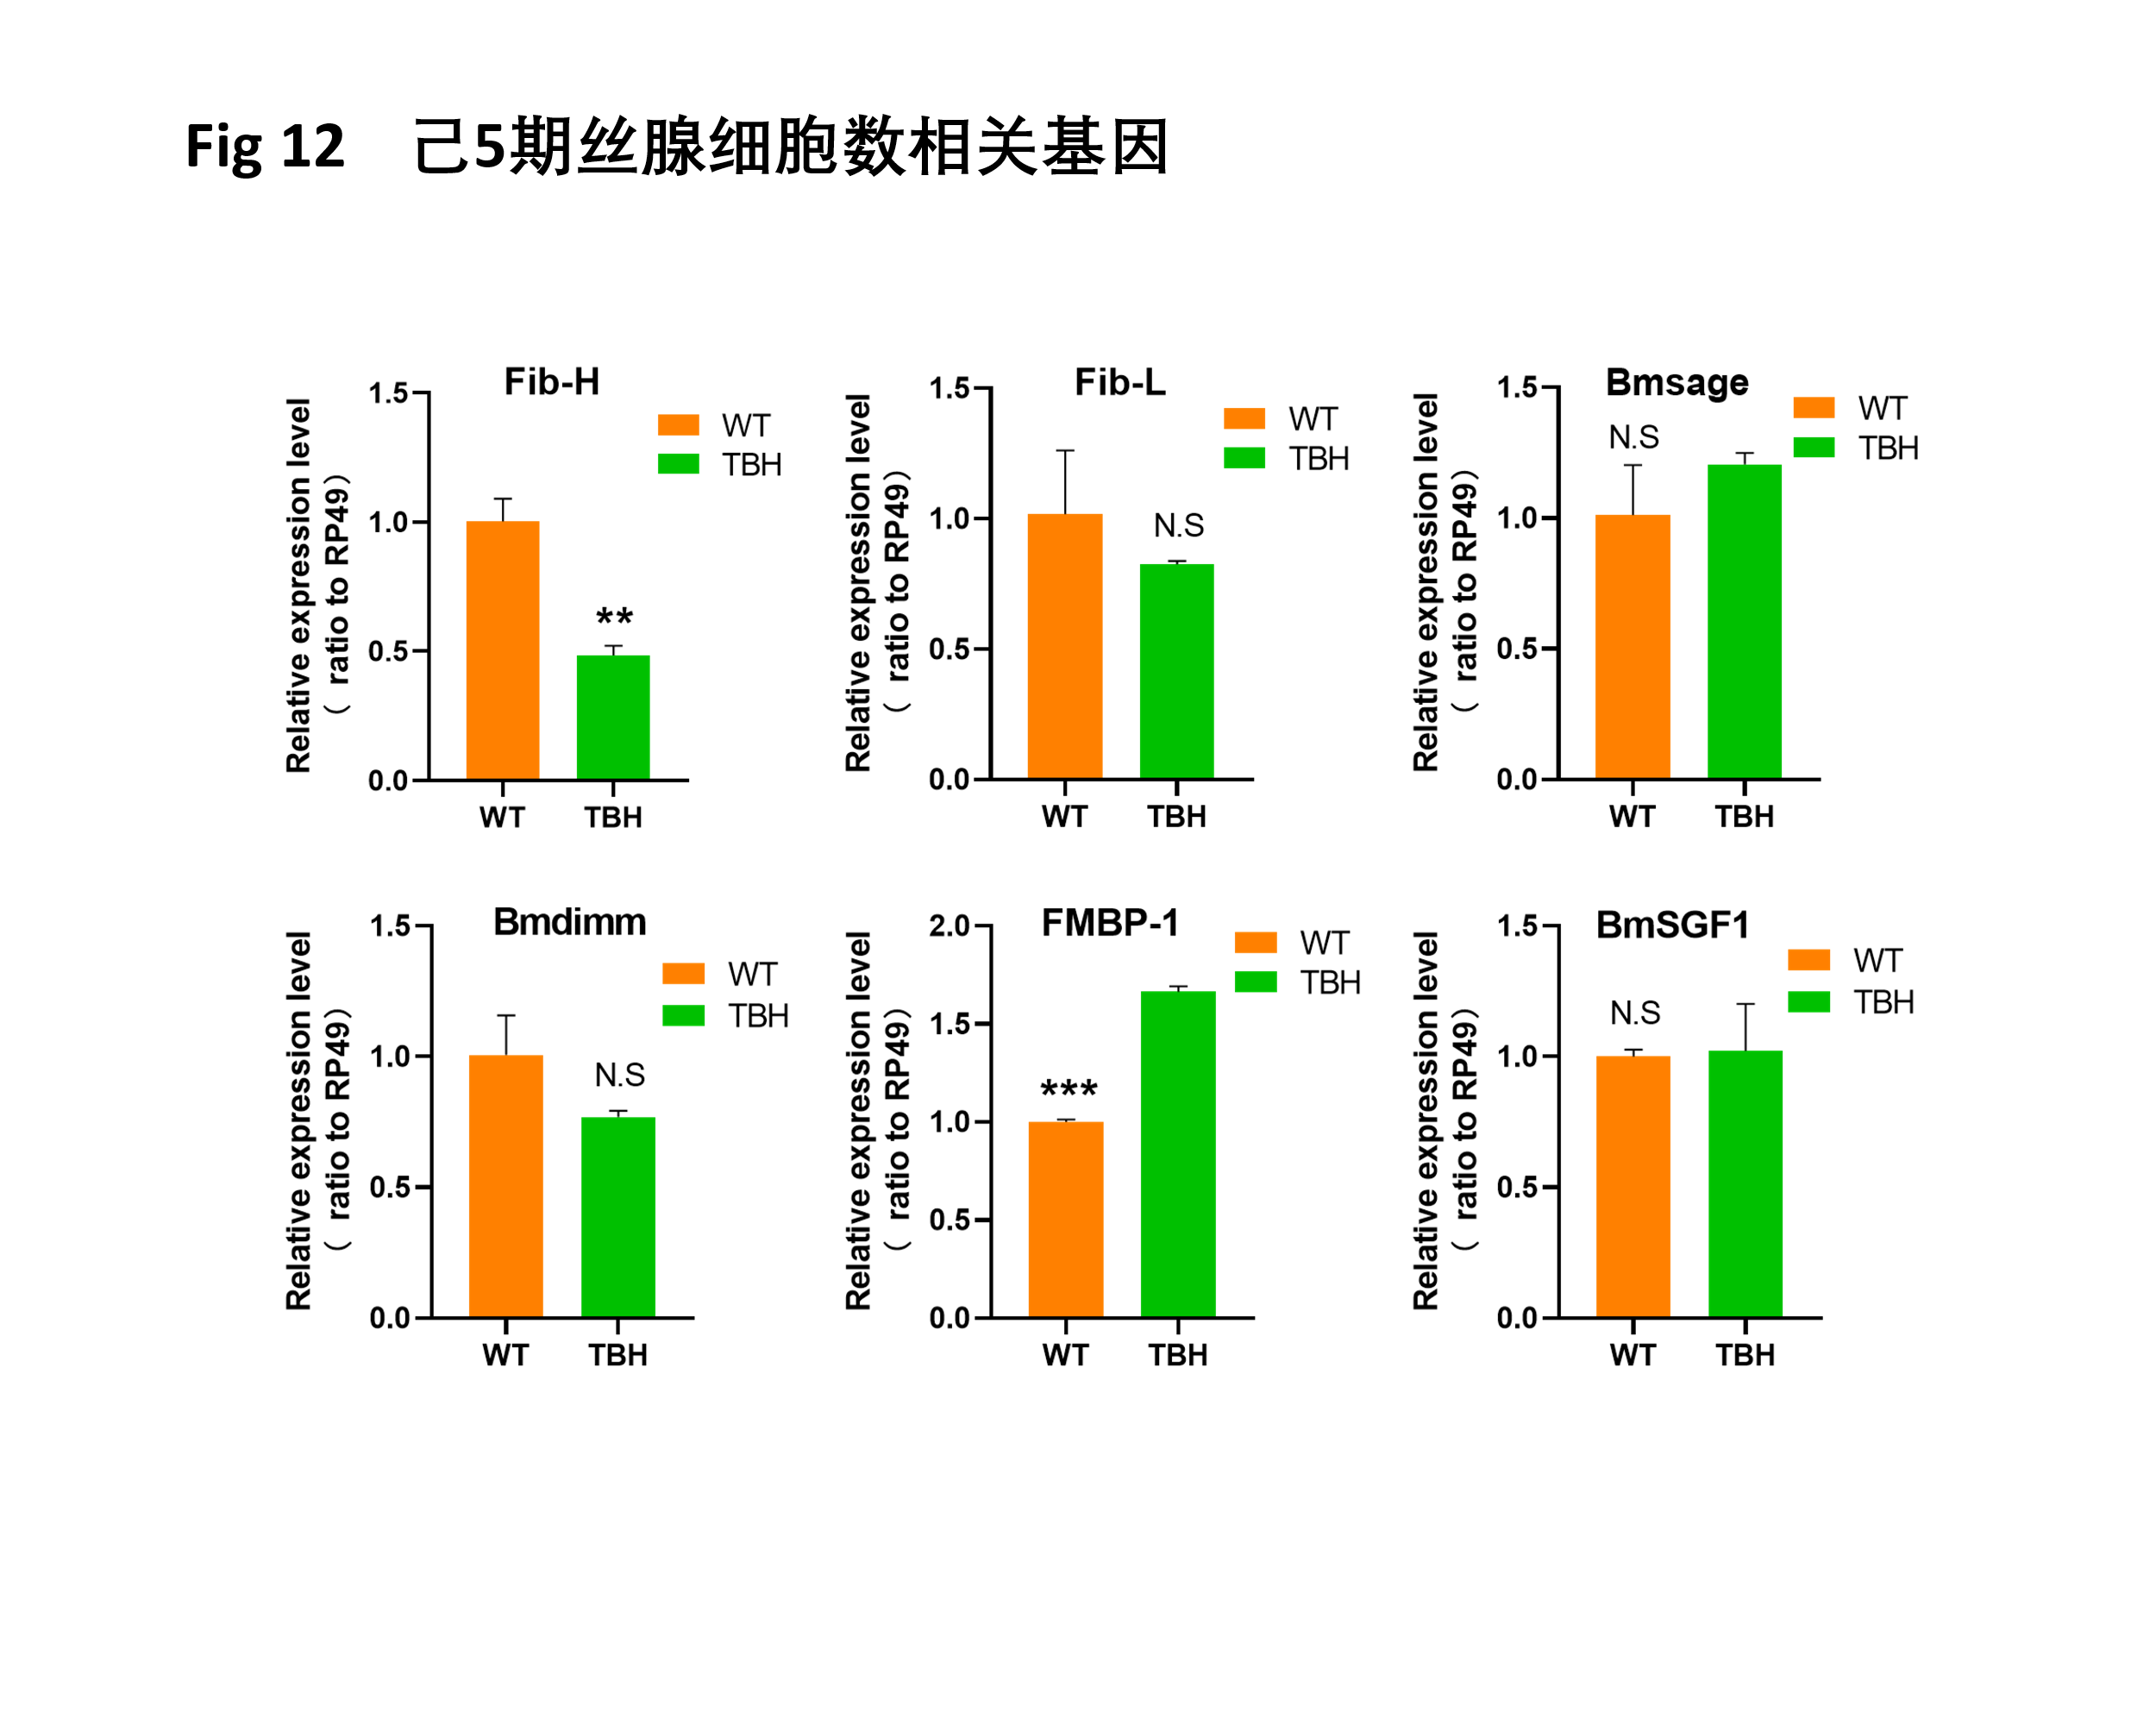 Fig 12 己5期丝腺细胞数相关基因
Fib-H
Relative expression level
（ ratio to RP49）
1.5
1.0
0.5
0.0
WT
TBH
**
WT
TBH
Fib-L
Relative expression level
（ ratio to RP49）
1.5
1.0
0.5
0.0
WT
TBH
N.S
WT
TBH
Bmsage
Relative expression level
（ ratio to RP49）
1.5
1.0
0.5
0.0
WT
TBH
N.S
WT
TBH
Bmdimm
Relative expression level
（ ratio to RP49）
1.5
1.0
0.5
0.0
WT
TBH
N.S
WT
TBH
FMBP-1
Relative expression level
（ ratio to RP49）
2.0
1.5
1.0
0.5
0.0
WT
TBH
***
WT
TBH
BmSGF1
Relative expression level
（ ratio to RP49）
1.5
1.0
0.5
0.0
WT
TBH
N.S
WT
TBH